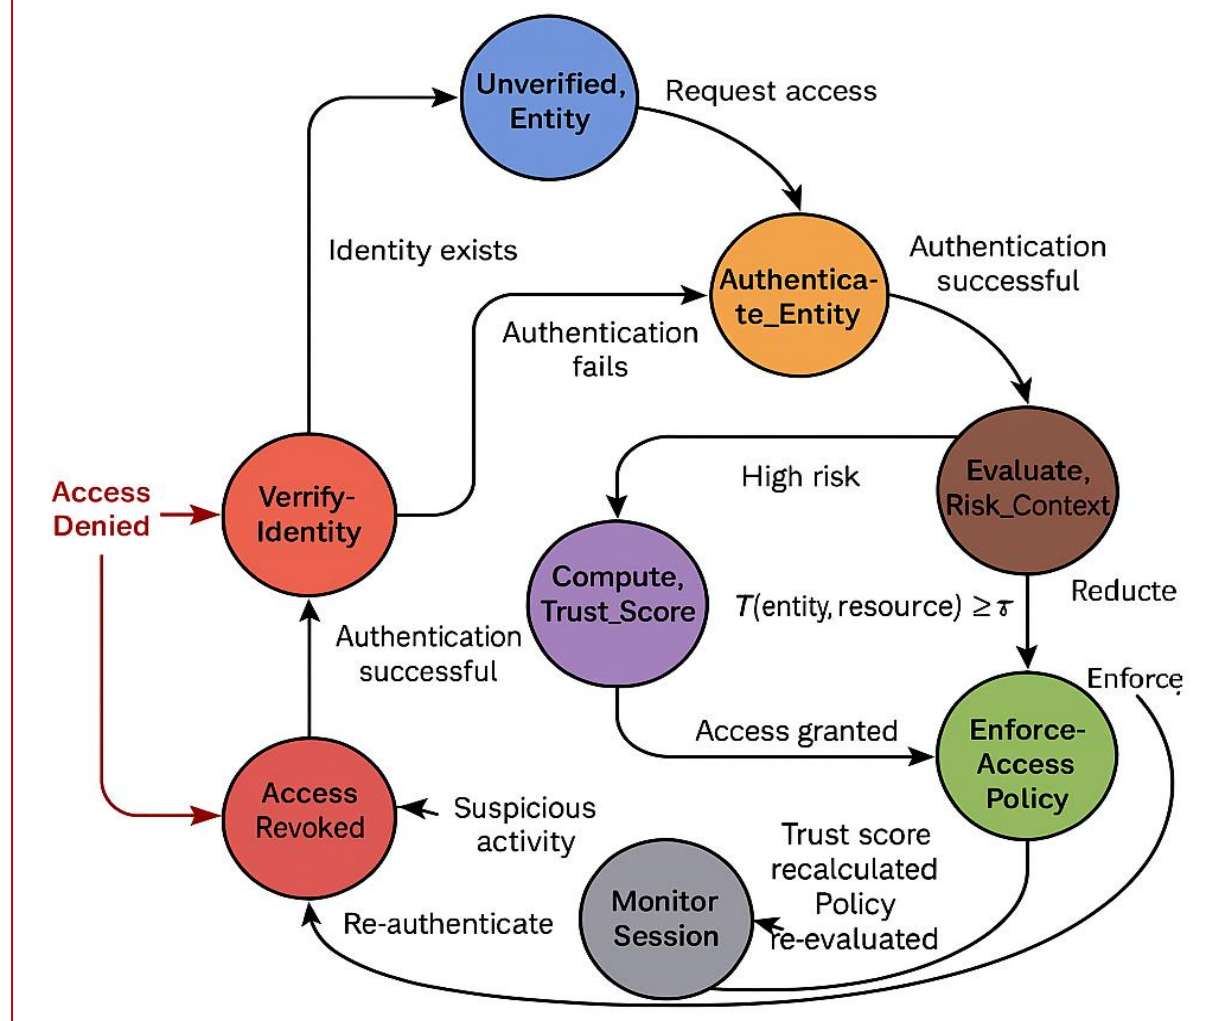 Unverified,
Entity
Request access
Identity exists
Authentica-
te_Entity
Authentication
successful
Authentication
fails
Evaluate,
Risk_Context
High risk
Access
Denied
Verrify-
Identity
Compute,
Trust_Score
T(entity, resource) ≥ τ
Reducte
Authentication
successful
Enforce,
Enforce-
Access
Policy
Access granted
Access
Revoked
Suspicious
activity
Trust score
recalculated
Policy
re-evaluated
Monitor
Session
Re-authenticate